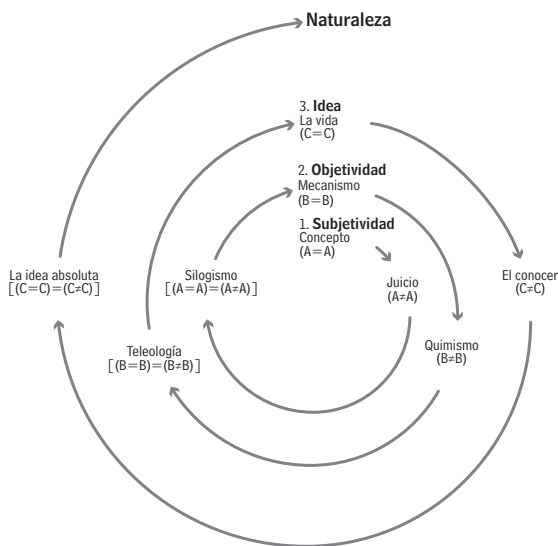 Naturaleza
3. Idea
La vida
(C=C)
2. Objetividad
Mecanismo
(B=B)
1. Subjetividad
Concepto
(A=A)
La idea absoluta
[(C=C)=(C≠C)]
Silogismo
[(A=A)=(A≠A)]
Juicio
(A≠A)
El conocer
(C≠C)
Teleología
[(B=B)=(B≠B)]
Quimismo
(B≠B)